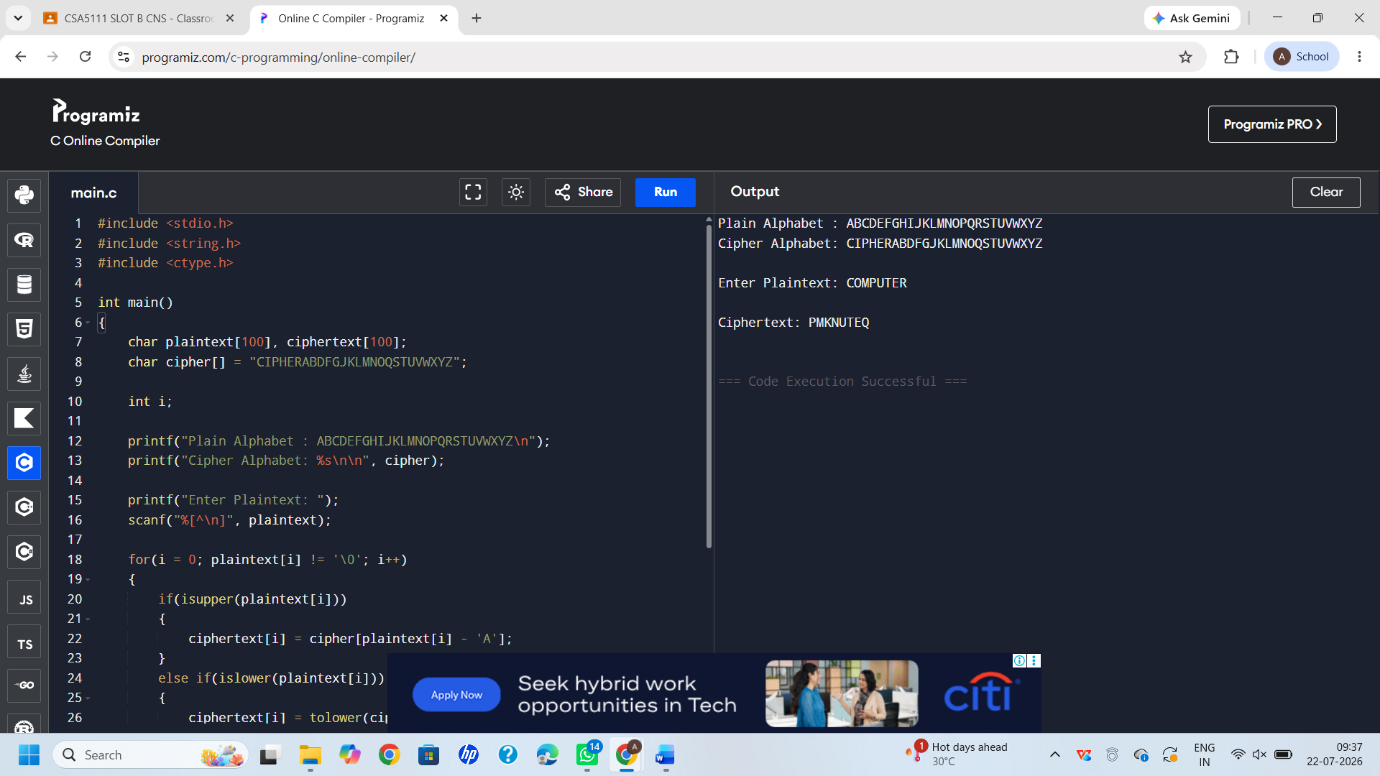 CSA5111 SLOT B CNS - Classro
Online C Compiler - Programiz
Ask Gemini
programiz.com/c-programming/online-compiler/
A
School
Programiz
C Online Compiler
Programiz PRO >
main.c
Share
Run
Output
Clear
1 #include <stdio.h>
2 #include <string.h>
3 #include <ctype.h>
4
5 int main()
6 {
7 char plaintext[100], ciphertext[100];
8 char cipher[] = "CIPHERABDFGJKLMNOQSTUVWXYZ";
9
10 int i;
11
12 printf("Plain Alphabet : ABCDEFGHIJKLMNOPQRSTUVWXYZ\n");
13 printf("Cipher Alphabet: %s\n\n", cipher);
14
15 printf("Enter Plaintext: ");
16 scanf("%[^\n]", plaintext);
17
18 for(i = 0; plaintext[i] != '\0'; i++)
19 {
20 if(isupper(plaintext[i]))
21 {
22 ciphertext[i] = cipher[plaintext[i] - 'A'];
23 }
24 else if(islower(plaintext[i]))
25 {
26 ciphertext[i] = tolower(cip
Plain Alphabet : ABCDEFGHIJKLMNOPQRSTUVWXYZ
Cipher Alphabet: CIPHERABDFGJKLMNOQSTUVWXYZ
Enter Plaintext: COMPUTER
Ciphertext: PMKNUTEQ
=== Code Execution Successful ===
JS
TS
GO
Apply Now
Seek hybrid work
opportunities in Tech
citi
Search
hp
14
A
1
Hot days ahead
30°C
ENG
IN
09:37
22-07-2026